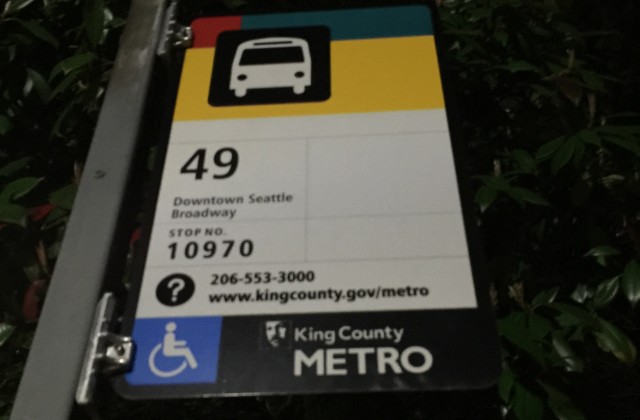 49
Downtown Seattle
Broadway
STOP NO.
10970
?
206-553-3000
www.kingcounty.gov/metro
King County
METRO